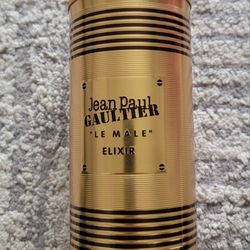 Jean Paul
GAULTIER
"LE MALE"
ELIXIR